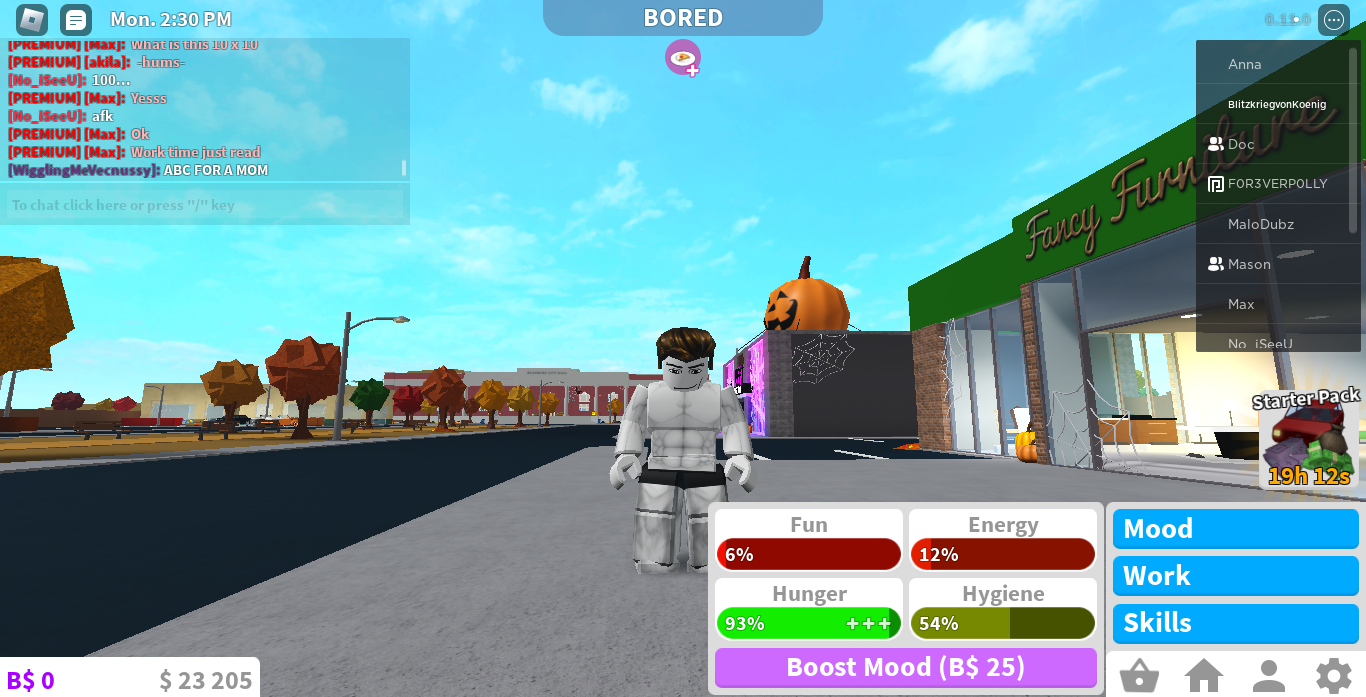 Mon. 2:30 PM
BORED
0.11.0
[PREMIUM] [Max]: What is this 10 x 10
[PREMIUM] [akila]: -hums-
[No_iSeeU]: 100...
[PREMIUM] [Max]: Yesss
[No_iSeeU]: afk
[PREMIUM] [Max]: Ok
[PREMIUM] [Max]: Work time just read
[WigglingMeVecnussy]: ABC FOR A MOM
To chat click here or press "/" key
Anna
BlitzkriegvonKoenig
Doc
F0R3VERP0LLY
MaloDubz
Mason
Max
No_iSeeU
Fancy Furniture
Starter Pack
19h 12s
Fun
6%
Energy
12%
Hunger
93% +++
Hygiene
54%
Boost Mood (B$ 25)
Mood
Work
Skills
B$ 0
$ 23 205